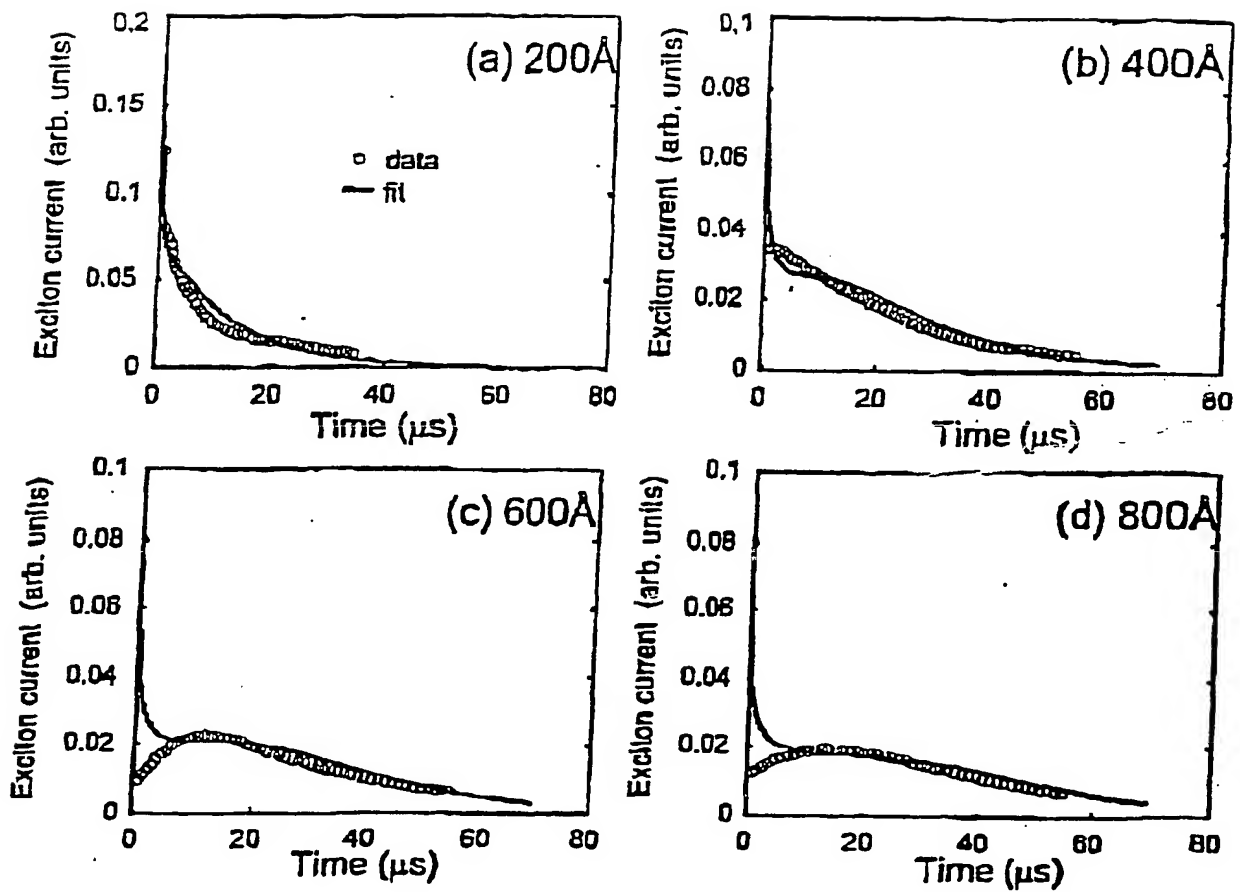 Exciton current (arb. units)
0.2
0.15
0.1
0.05
0
(a) 200Å
data
fit
0 20 40 60 80
Time (μs)
Exciton current (arb. units)
0.1
0.08
0.06
0.04
0.02
0
(b) 400Å
0 20 40 60 80
Time (μs)
Exciton current (arb. units)
0.1
0.08
0.06
0.04
0.02
0
(c) 600Å
0 20 40 60 80
Time (μs)
Exciton current (arb. units)
0.1
0.08
0.06
0.04
0.02
0
(d) 800Å
0 20 40 60 80
Time (μs)